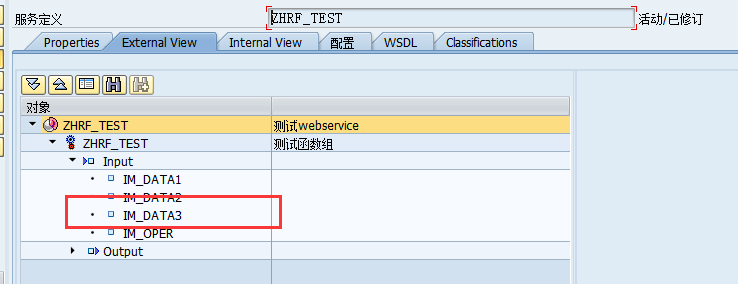 服务定义 ZHRF_TEST 活动/已修订
Properties External View Internal View 配置 WSDL Classifications
对象
ZHRF_TEST 测试webservice
ZHRF_TEST 测试函数组
Input
IM_DATA1
IM_DATA2
IM_DATA3
IM_OPER
Output